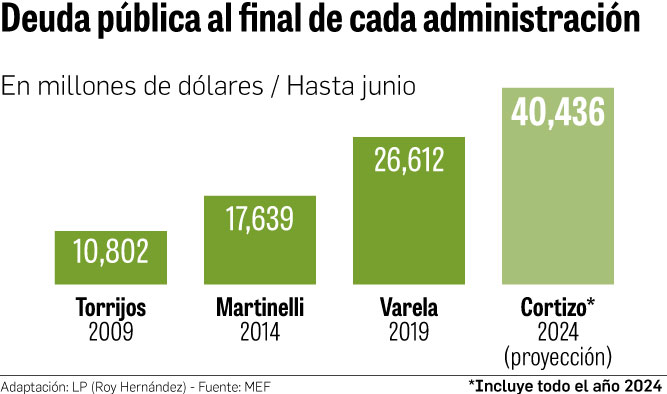 Deuda pública al final de cada administración
En millones de dólares / Hasta junio
40,436
26,612
17,639
10,802
Torrijos
2009
Martinelli
2014
Varela
2019
Cortizo*
2024
(proyección)
Adaptación: LP (Roy Hernández) - Fuente: MEF
*Incluye todo el año 2024